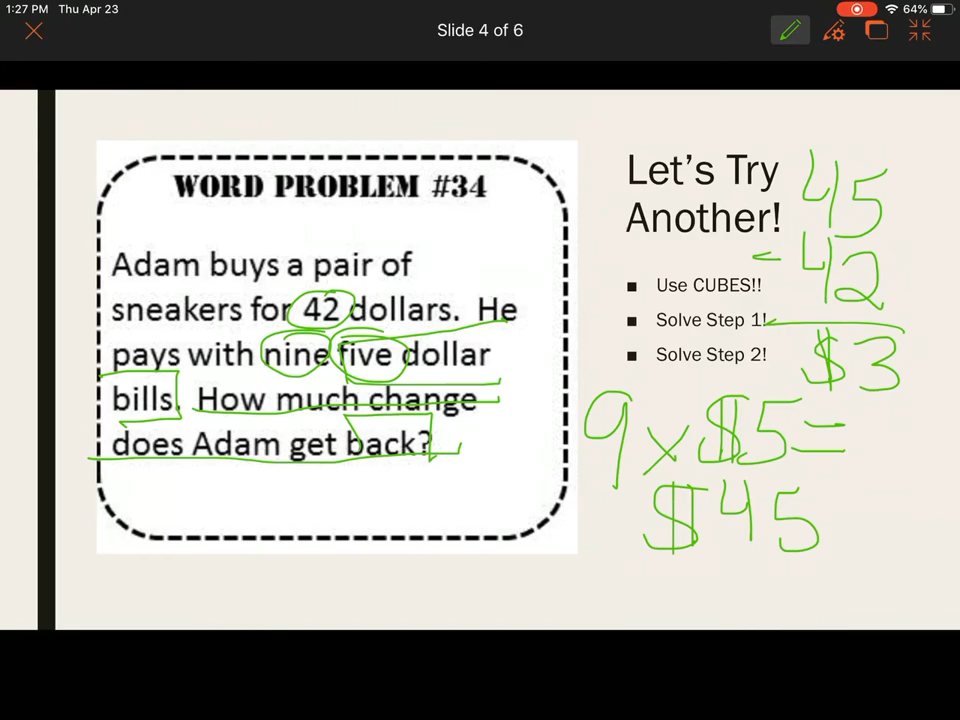 1:27 PM Thu Apr 23 64%
Slide 4 of 6
WORD PROBLEM #34
Adam buys a pair of
sneakers for 42 dollars. He
pays with nine five dollar
bills. How much change
does Adam get back?
Let's Try
Another!
■ Use CUBES!!
■ Solve Step 1!
■ Solve Step 2!
45
- 42
$3
9 x $5 =
$45